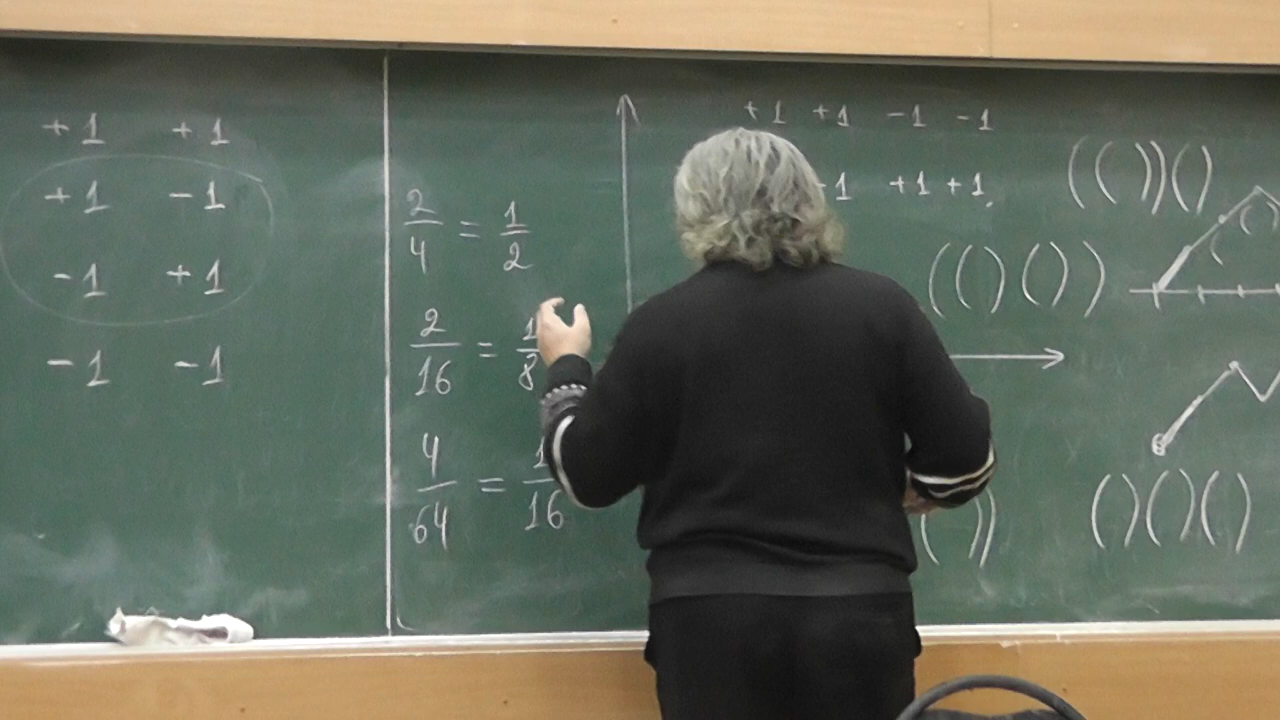 +1 +1
+1 -1
-1 +1
-1 -1
2/4 = 1/2
2/16 = 1/8
4/64 = 1/16
+1 +1 -1 -1
-1 +1 +1
((())()
(()())
()()()